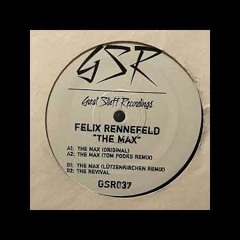 GSR
Great Stuff Recordings
FELIX RENNEFELD
"THE MAX"
A1: THE MAX (ORIGINAL)
A2: THE MAX (TOM POOKS REMIX)
B1: THE MAX (LÜTZENKIRCHEN REMIX)
B2: THE REVIVAL
GSR037